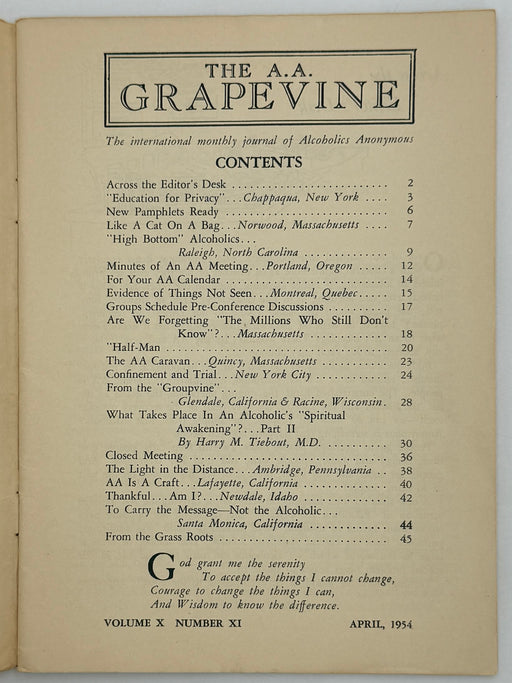 THE A.A.
GRAPEVINE
The international monthly journal of Alcoholics Anonymous
CONTENTS
Across the Editor's Desk . . . . . . . . . . . . . . . . . . . . . . . . . . 2
"Education for Privacy". . . Chappaqua, New York . . . . 3
New Pamphlets Ready . . . . . . . . . . . . . . . . . . . . . . . . . . . 6
Like A Cat On A Bag. . . Norwood, Massachusetts . . . . 7
"High Bottom" Alcoholics. . .
Raleigh, North Carolina . . . . . . . . . . . . . . 9
Minutes of An AA Meeting. . . Portland, Oregon . . . . . 12
For Your AA Calendar . . . . . . . . . . . . . . . . . . . . . . . . . . 14
Evidence of Things Not Seen. . . Montreal, Quebec. . . . . 15
Groups Schedule Pre-Conference Discussions . . . . . . . . . 17
Are We Forgetting "The Millions Who Still Don't
Know"?. . . Massachusetts . . . . . . . . . . . . . . 18
"Half-Man . . . . . . . . . . . . . . . . . . . . . . . . . . . . . . . . . . . 20
The AA Caravan. . . Quincy, Massachusetts . . . . . . . . . . 23
Confinement and Trial. . . New York City . . . . . . . . . . . . 24
From the "Groupvine". . .
Glendale, California & Racine, Wisconsin. 28
What Takes Place In An Alcoholic's "Spiritual
Awakening"?. . . Part II
By Harry M. Tiebout, M.D. . . . . . . . . . . . 30
Closed Meeting . . . . . . . . . . . . . . . . . . . . . . . . . . . . . . . . 36
The Light in the Distance. . . Ambridge, Pennsylvania . . 38
AA Is A Craft. . . Lafayette, California . . . . . . . . . . . . . . 40
Thankful. . . Am I?. . . Newdale, Idaho . . . . . . . . . . . . . . 42
To Carry the Message—Not the Alcoholic. . .
Santa Monica, California . . . . . . . . . . . . . 44
From the Grass Roots . . . . . . . . . . . . . . . . . . . . . . . . . . . 45
God grant me the serenity
To accept the things I cannot change,
Courage to change the things I can,
And Wisdom to know the difference.
VOLUME X NUMBER XI APRIL, 1954